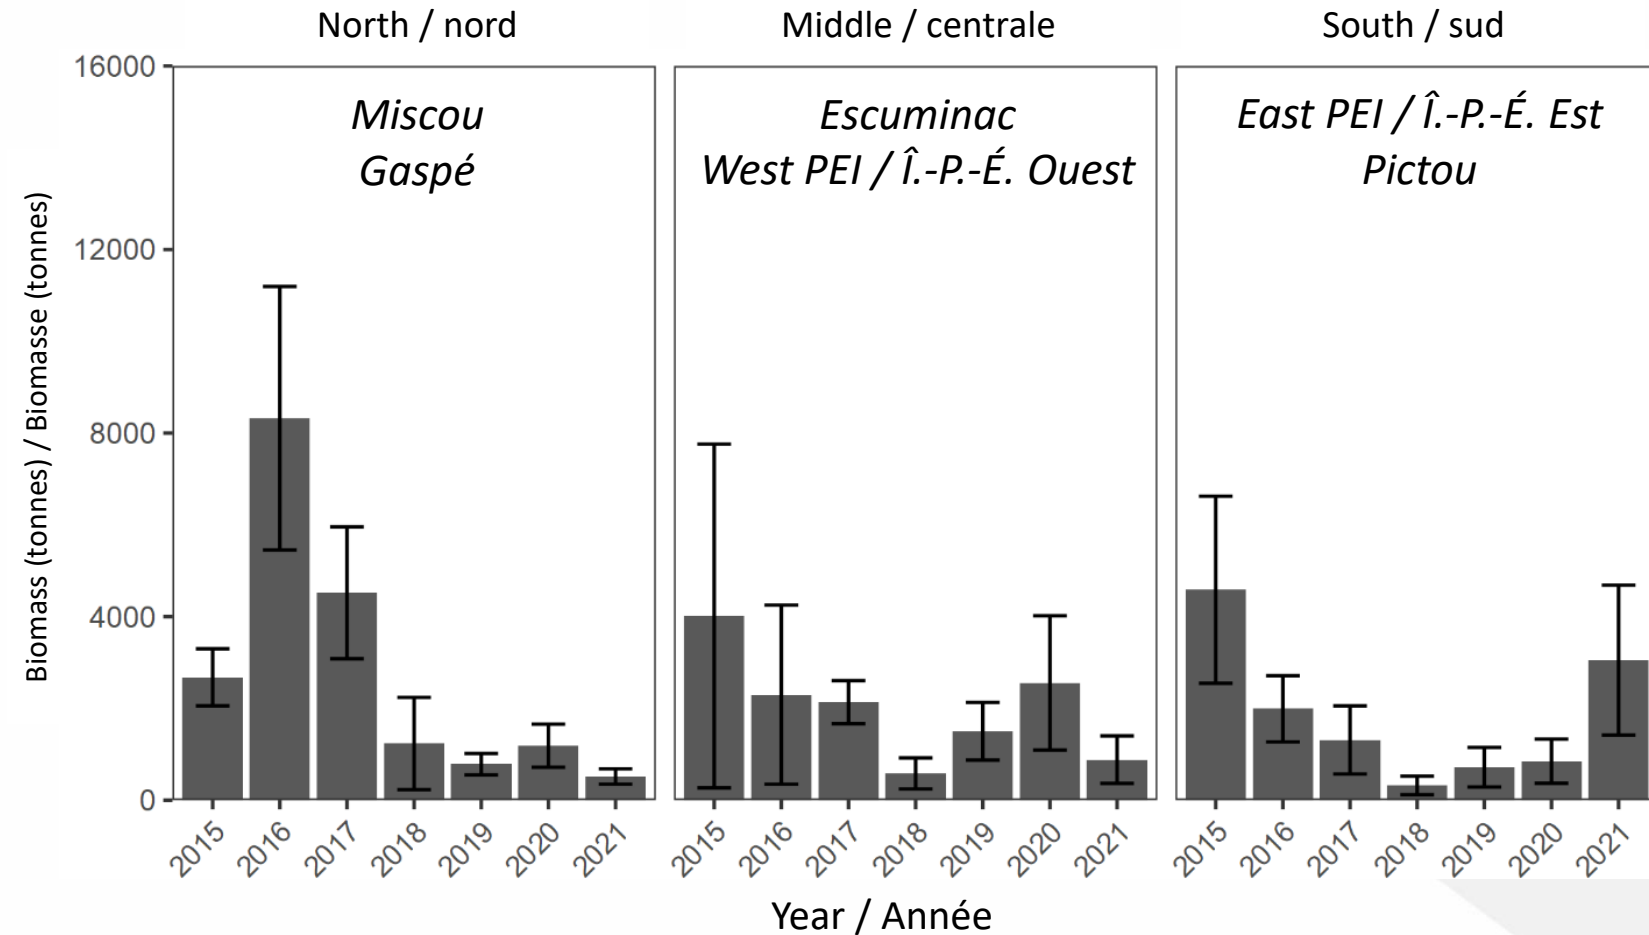 North / nord
Middle / centrale
South / sud
Miscou
Gaspé
Escuminac
West PEI / Î.-P.-É. Ouest
East PEI / Î.-P.-É. Est
Pictou
Biomass (tonnes) / Biomasse (tonnes)
16000
12000
8000
4000
0
2015 2016 2017 2018 2019 2020 2021
2015 2016 2017 2018 2019 2020 2021
2015 2016 2017 2018 2019 2020 2021
Year / Année